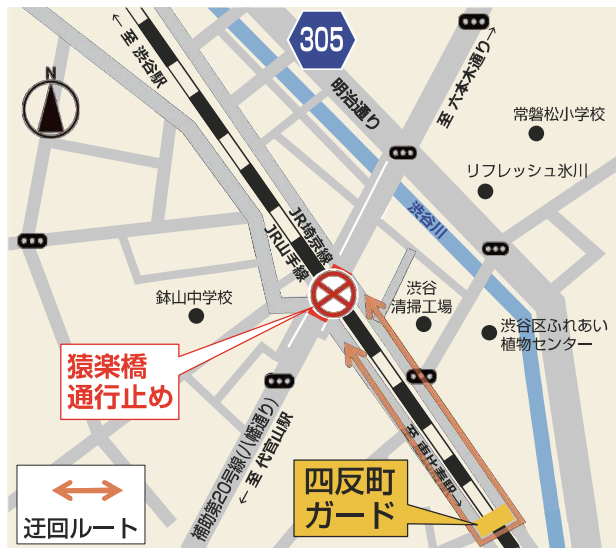 305
← 至 渋谷駅
至 六本木通り→
明治通り
N
常磐松小学校
リフレッシュ氷川
渋谷川
JR埼京線
JR山手線
鉢山中学校
渋谷
清掃工場
渋谷区ふれあい
植物センター
猿楽橋
通行止め
補助第20号線(八幡通り)
← 至 代官山駅
至 恵比寿駅→
四反町
ガード
迂回ルート